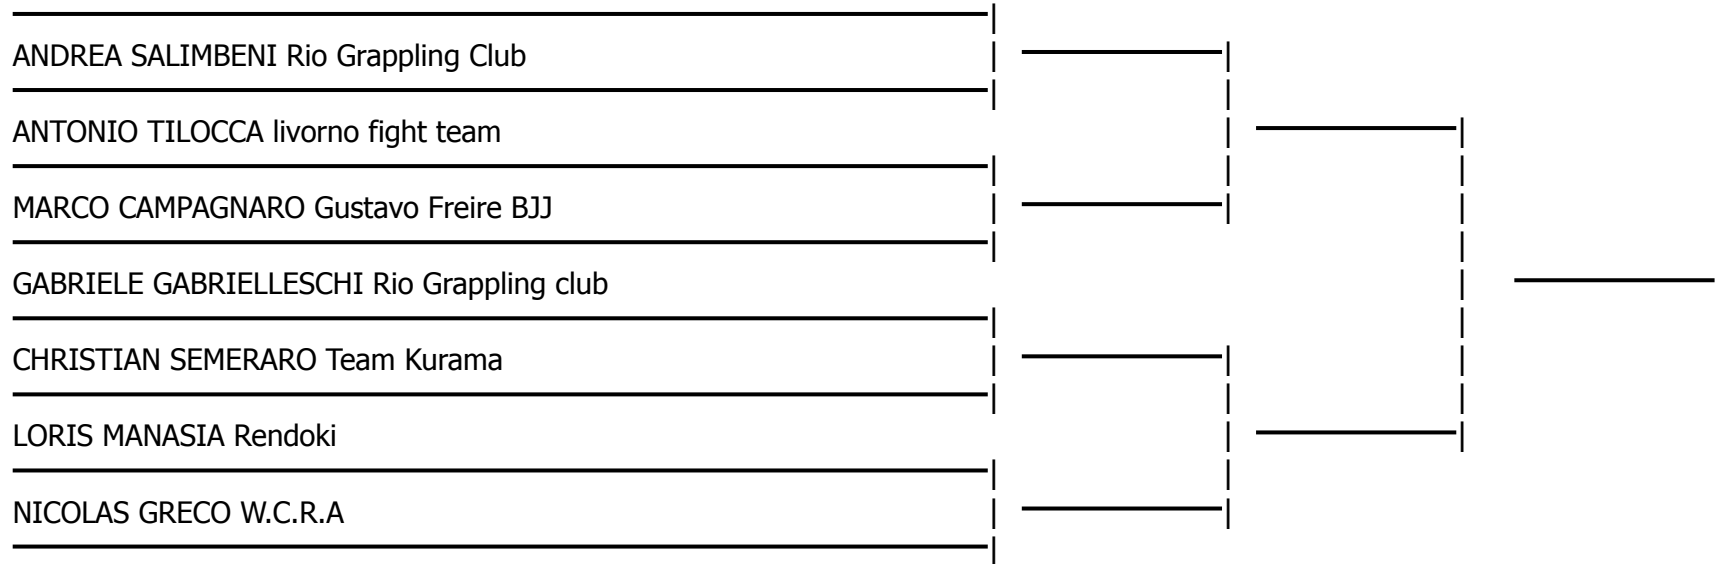 ANDREA SALIMBENI Rio Grappling Club
ANTONIO TILOCCA livorno fight team
MARCO CAMPAGNARO Gustavo Freire BJJ
GABRIELE GABRIELLESCHI Rio Grappling club
CHRISTIAN SEMERARO Team Kurama
LORIS MANASIA Rendoki
NICOLAS GRECO W.C.R.A